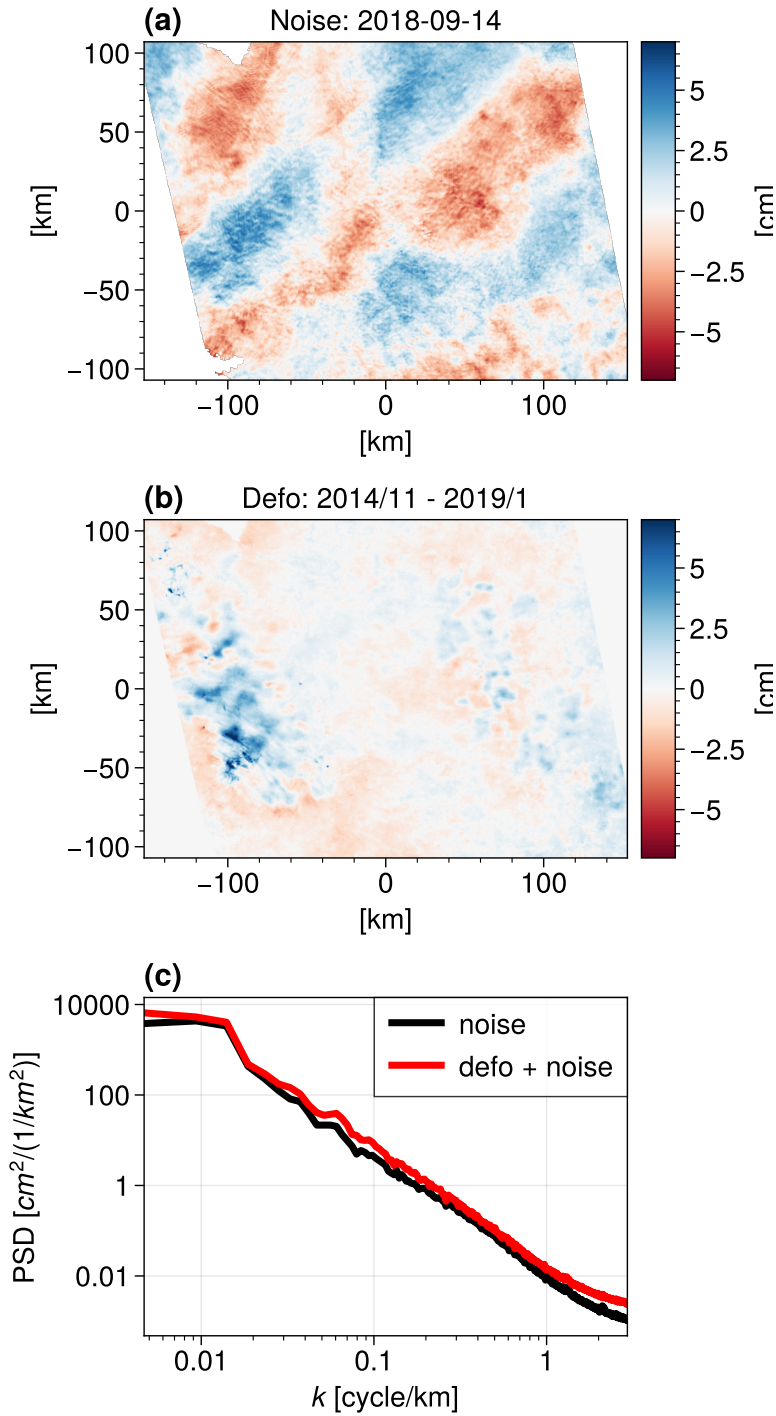 (a) Noise: 2018-09-14
100
50
0
−50
−100
[km]
−100 0 100
[km]
5
2.5
0
−2.5
−5
[cm]
(b) Defo: 2014/11 - 2019/1
100
50
0
−50
−100
[km]
−100 0 100
[km]
5
2.5
0
−2.5
−5
[cm]
(c)
10000
100
1
0.01
PSD [cm²/(1/km²)]
noise
defo + noise
0.01 0.1 1
k [cycle/km]